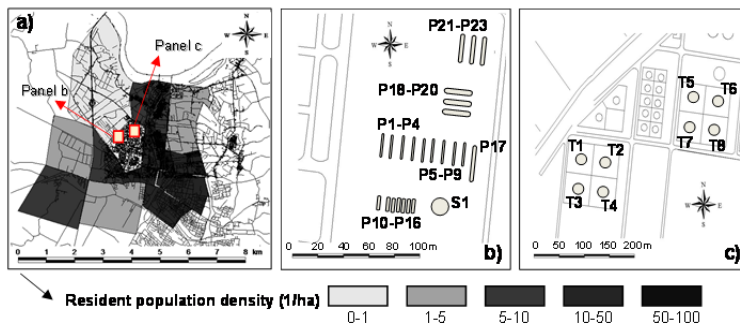 a)
N
W E
S
Panel c
Panel b
0 1 2 3 4 5 6 7 8 km
P21-P23
N
W E
S
P18-P20
P1-P4
P17
P5-P9
S1
P10-P16
0 20 40 60 80 100m
b)
T5
T6
T7
T8
T1
T2
T3
T4
N
W E
S
0 50 100 150 200m
c)
Resident population density (1/ha)
0-1 1-5 5-10 10-50 50-100